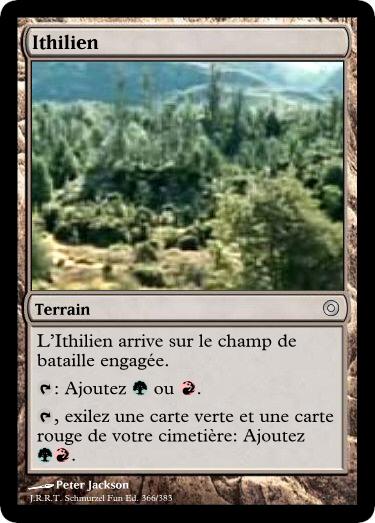 Ithilien
Terrain
L'Ithilien arrive sur le champ de
bataille engagée.
: Ajoutez ou .
, exilez une carte verte et une carte
rouge de votre cimetière: Ajoutez
.
Peter Jackson
J.R.R.T. Schmurzel Fun Ed. 366/383